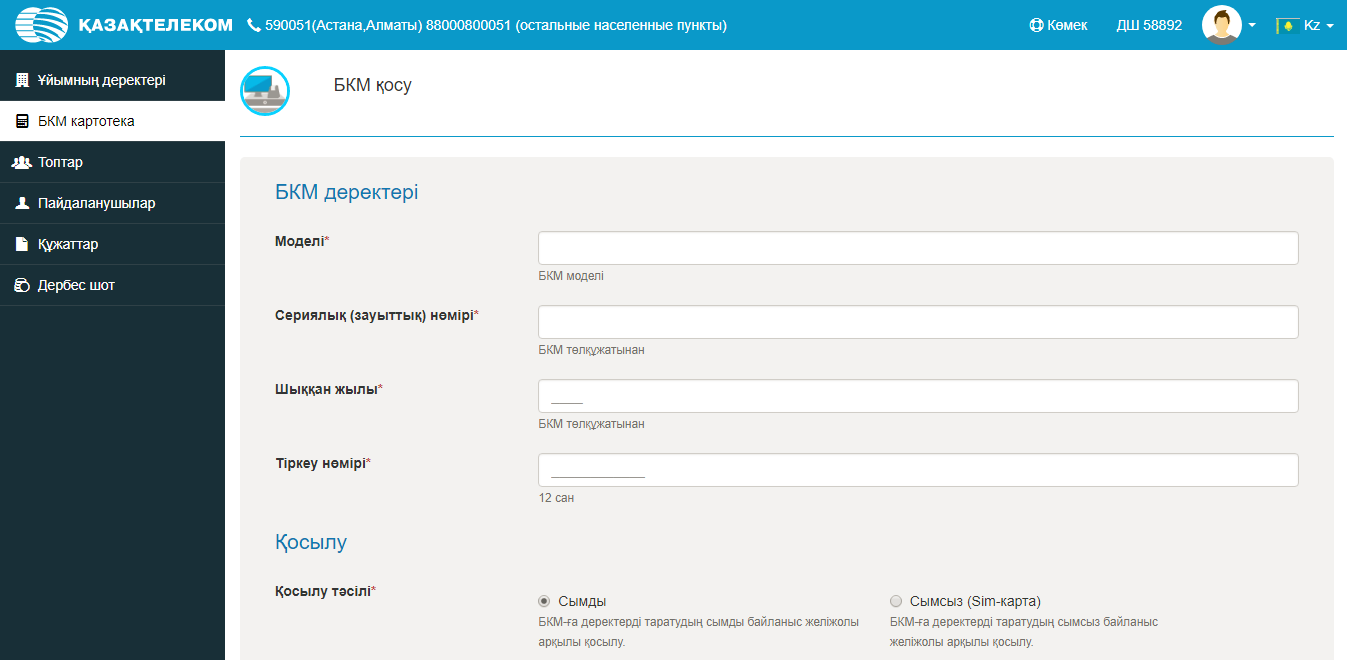 ҚАЗАҚТЕЛЕКОМ 590051(Астана,Алматы) 88000800051 (остальные населенные пункты) Көмек ДШ 58892 Kz
Ұйымның деректері
БКМ картотека
Топтар
Пайдаланушылар
Құжаттар
Дербес шот
БКМ қосу
БКМ деректері
Моделі*
БКМ моделі
Сериялық (зауыттық) нөмірі*
БКМ төлқұжатынан
Шыққан жылы*
БКМ төлқұжатынан
Тіркеу нөмірі*
12 сан
Қосылу
Қосылу тәсілі*
Сымды
БКМ-ға деректерді таратудың сымды байланыс желіжолы
арқылы қосылу.
Сымсыз (Sim-карта)
БКМ-ға деректерді таратудың сымсыз байланыс
желіжолы арқылы қосылу.